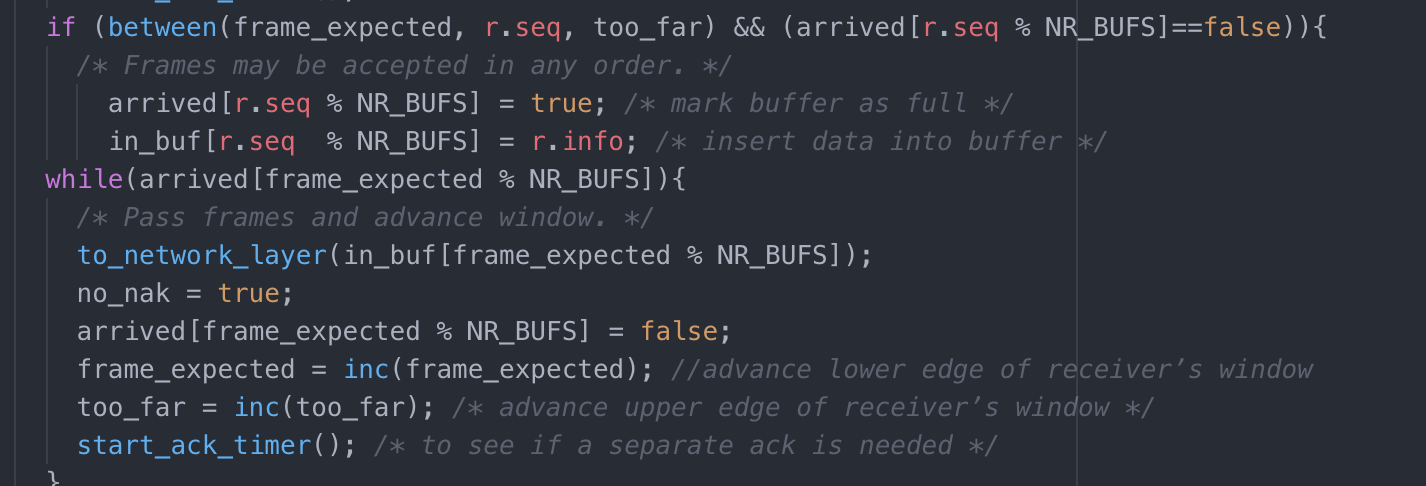 if (between(frame_expected, r.seq, too_far) && (arrived[r.seq % NR_BUFS]==false)){
/* Frames may be accepted in any order. */
arrived[r.seq % NR_BUFS] = true; /* mark buffer as full */
in_buf[r.seq  % NR_BUFS] = r.info; /* insert data into buffer */
while(arrived[frame_expected % NR_BUFS]){
/* Pass frames and advance window. */
to_network_layer(in_buf[frame_expected % NR_BUFS]);
no_nak = true;
arrived[frame_expected % NR_BUFS] = false;
frame_expected = inc(frame_expected); //advance lower edge of receiver’s window
too_far = inc(too_far); /* advance upper edge of receiver’s window */
start_ack_timer(); /* to see if a separate ack is needed */
}